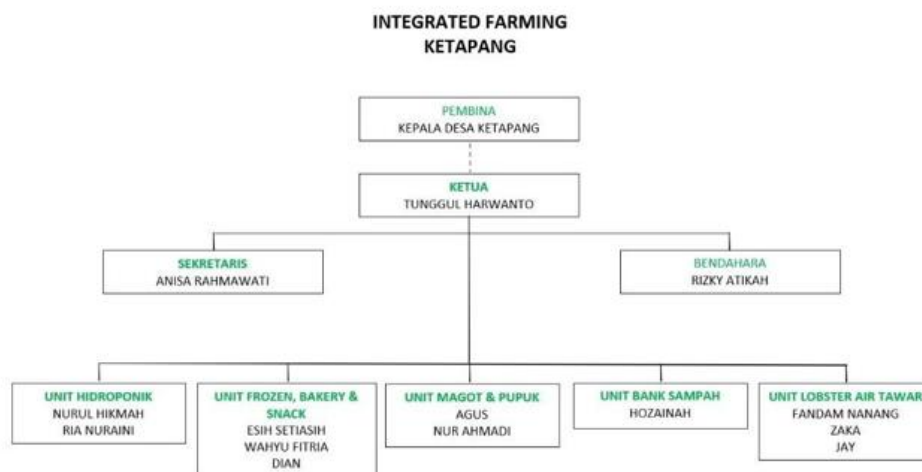 INTEGRATED FARMING
KETAPANG
PEMBINA
KEPALA DESA KETAPANG
KETUA
TUNGGUL HARWANTO
SEKRETARIS
ANISA RAHMAWATI
BENDAHARA
RIZKY ATIKAH
UNIT HIDROPONIK
NURUL HIKMAH
RIA NURAINI
UNIT FROZEN, BAKERY &
SNACK
ESIH SETIASIH
WAHYU FITRIA
DIAN
UNIT MAGOT & PUPUK
AGUS
NUR AHMADI
UNIT BANK SAMPAH
HOZAINAH
UNIT LOBSTER AIR TAWAR
FANDAM NANANG
ZAKA
JAY